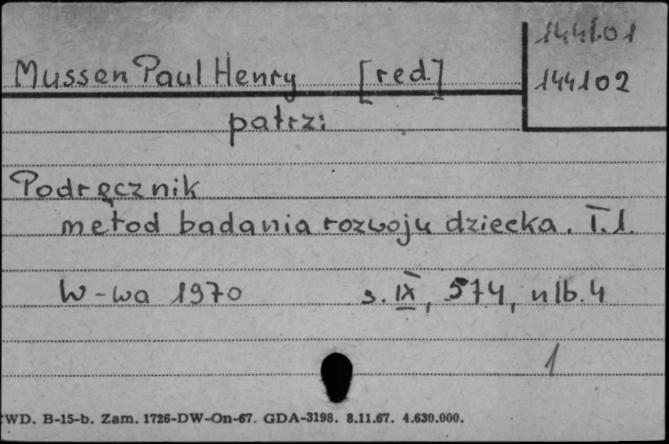 144101
144102
Mussen Paul Henry [red.]
patrz:
Podręcznik
metod badania rozwoju dziecka. T.1.
W-wa 1970 s. IX, 574, nlb. 4
1
WD. B-15-b. Zam. 1726-DW-On-67. GDA-3198. 8.11.67. 4.630.000.